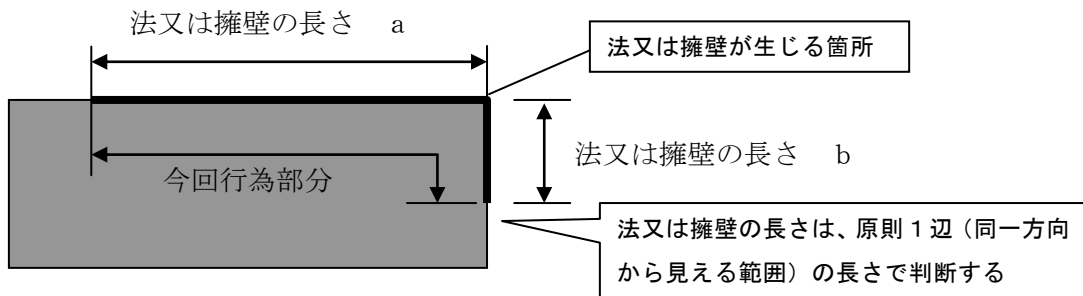 法又は擁壁の長さ a
法又は擁壁が生じる箇所
法又は擁壁の長さ b
今回行為部分
法又は擁壁の長さは、原則１辺（同一方向
から見える範囲）の長さで判断する